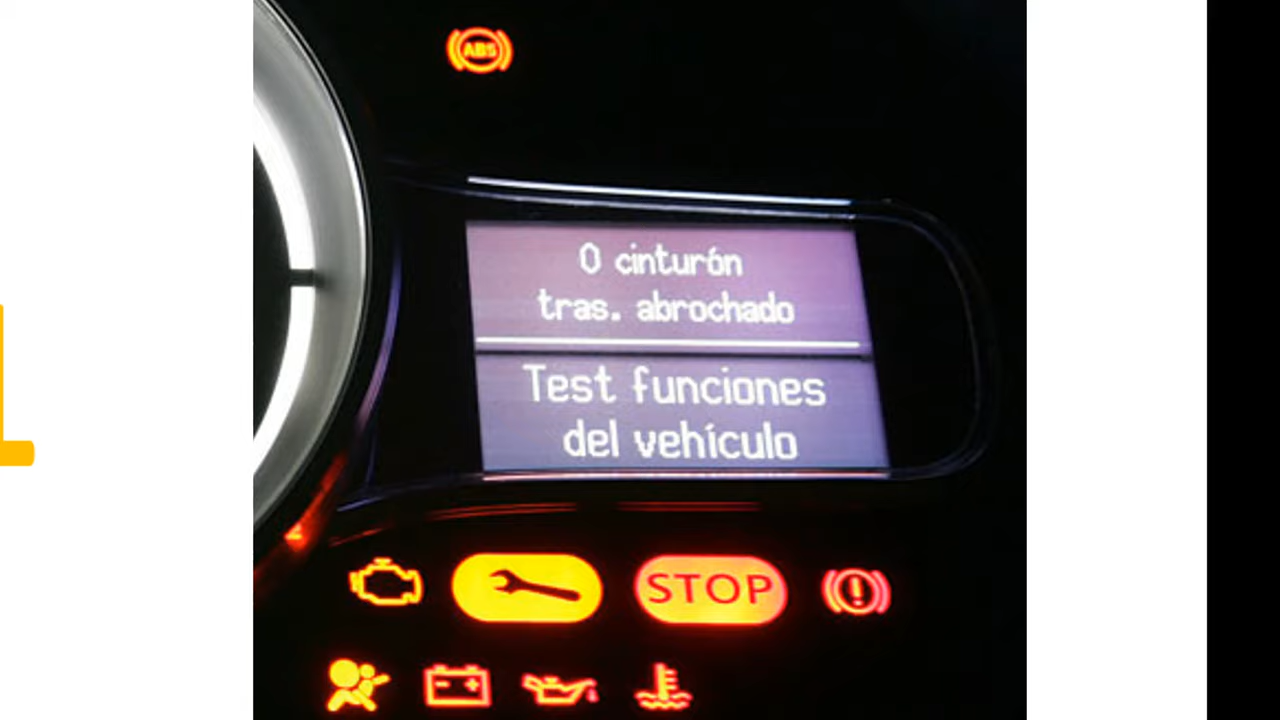 ABS
0 cinturón
tras. abrochado
Test funciones
del vehículo
STOP